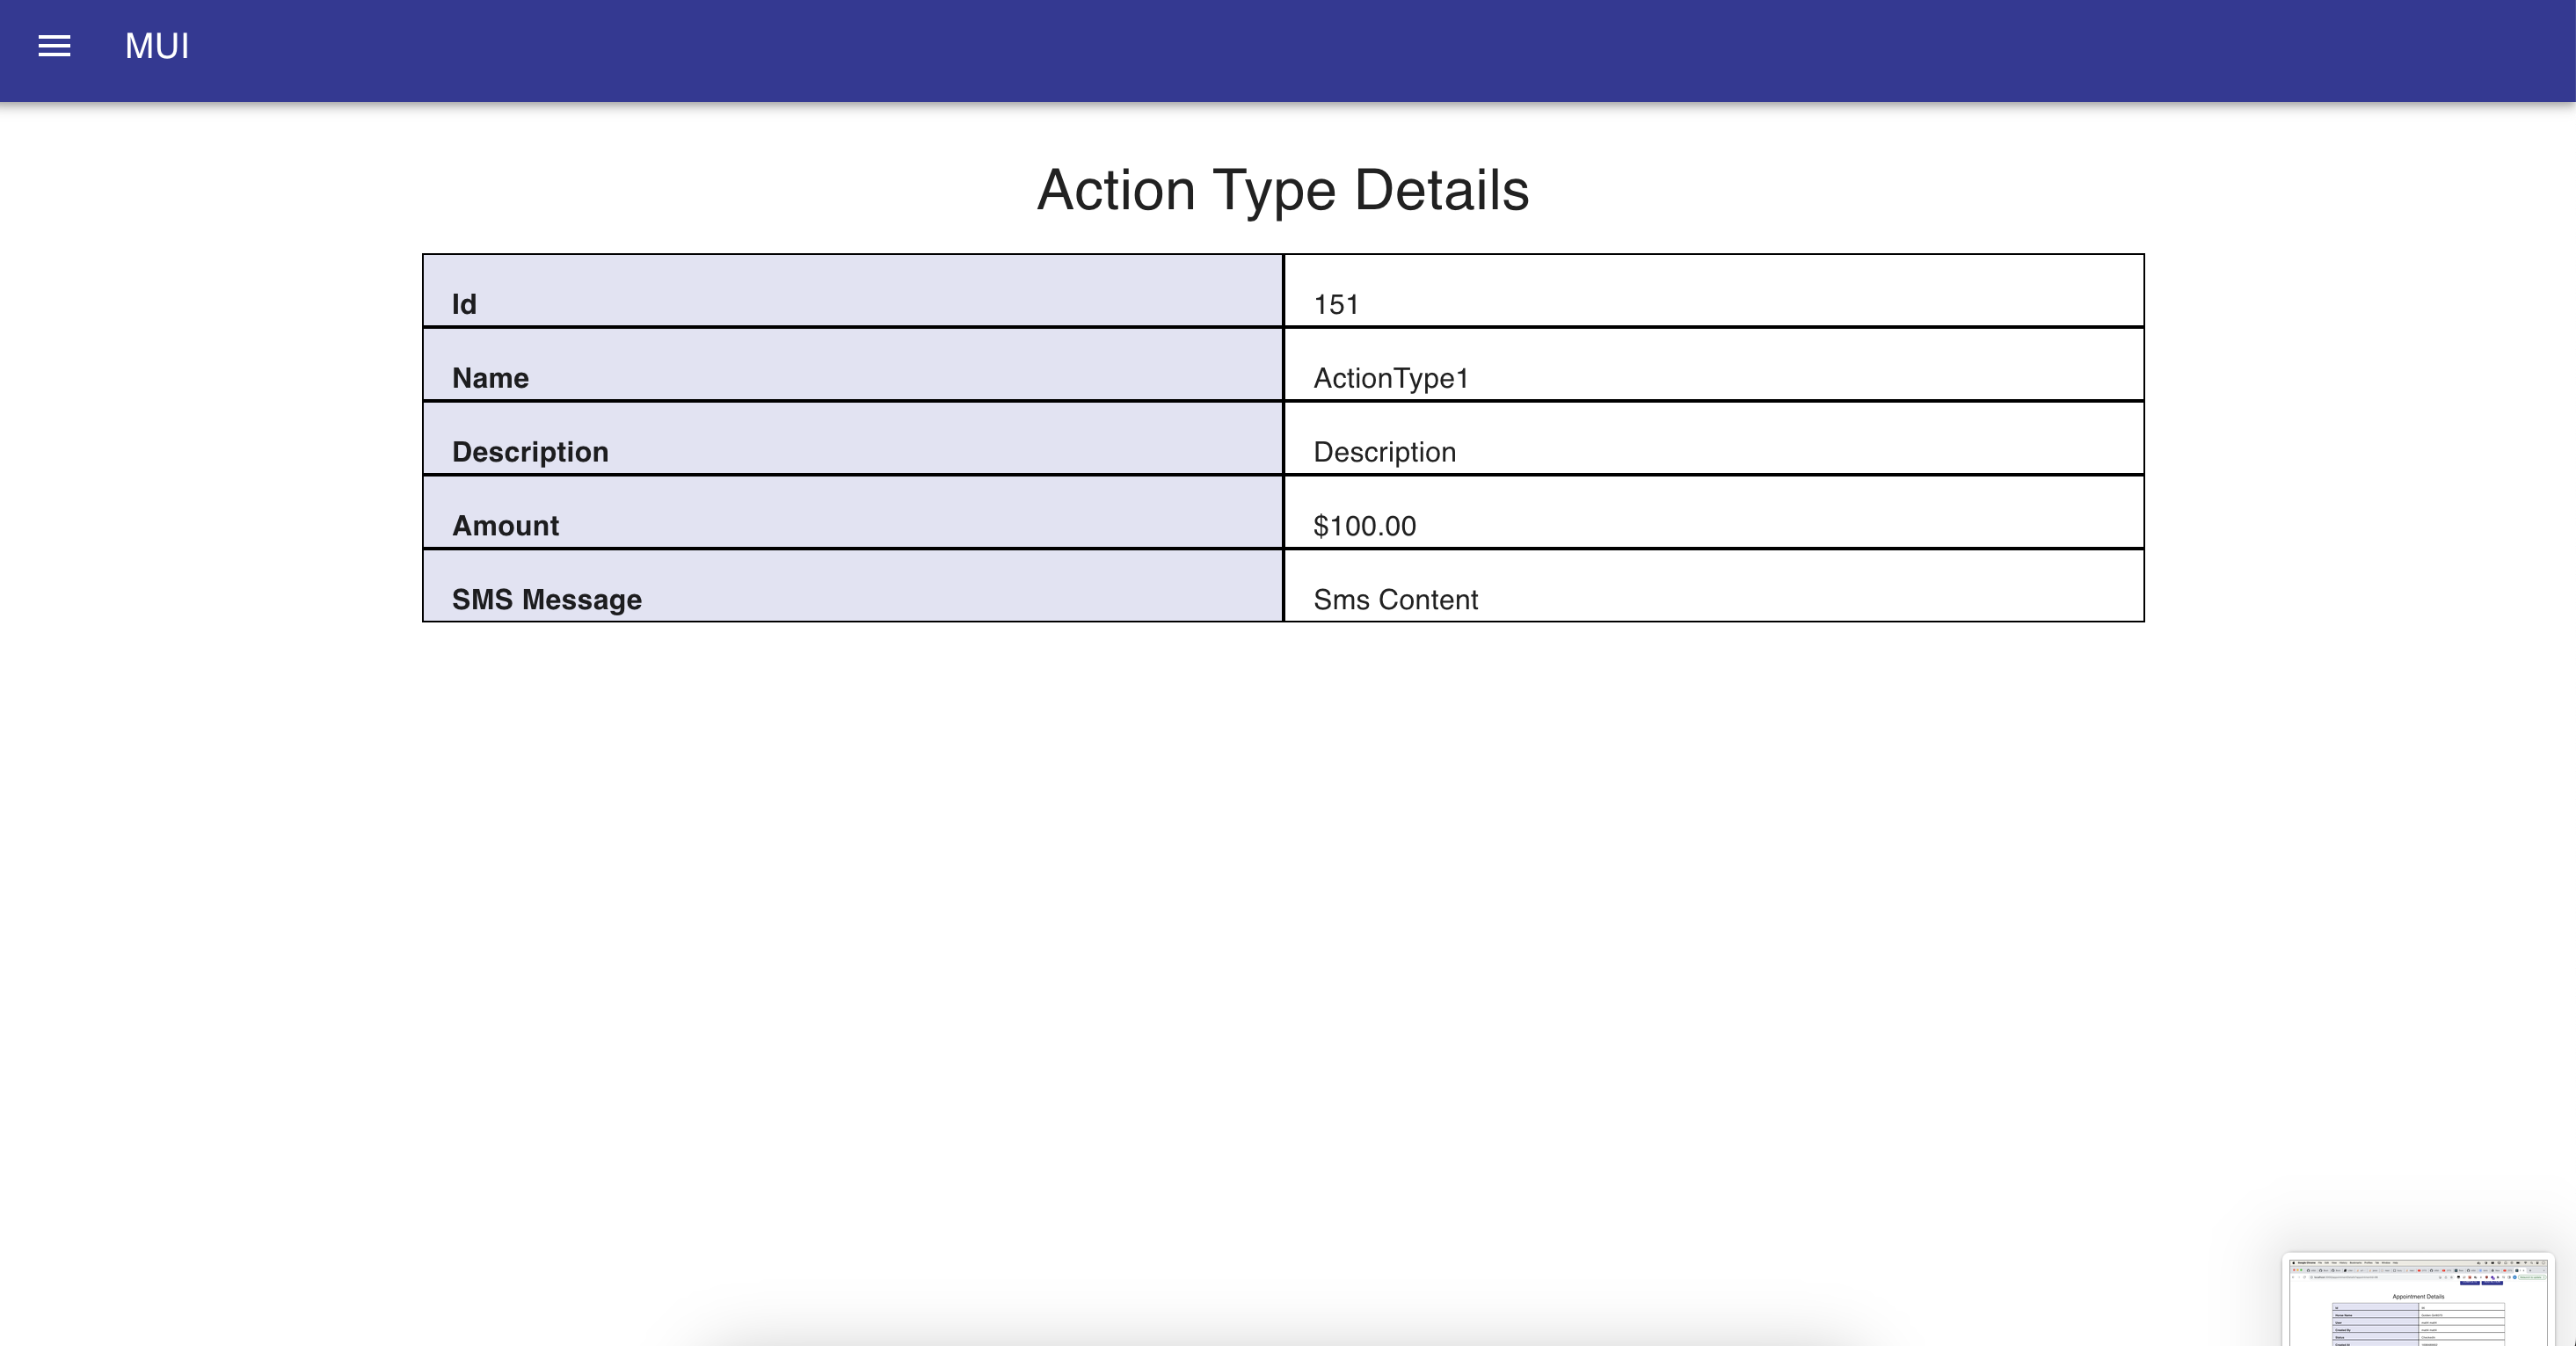 MUI
Action Type Details
Id 151
Name ActionType1
Description Description
Amount $100.00
SMS Message Sms Content
Appointment Details